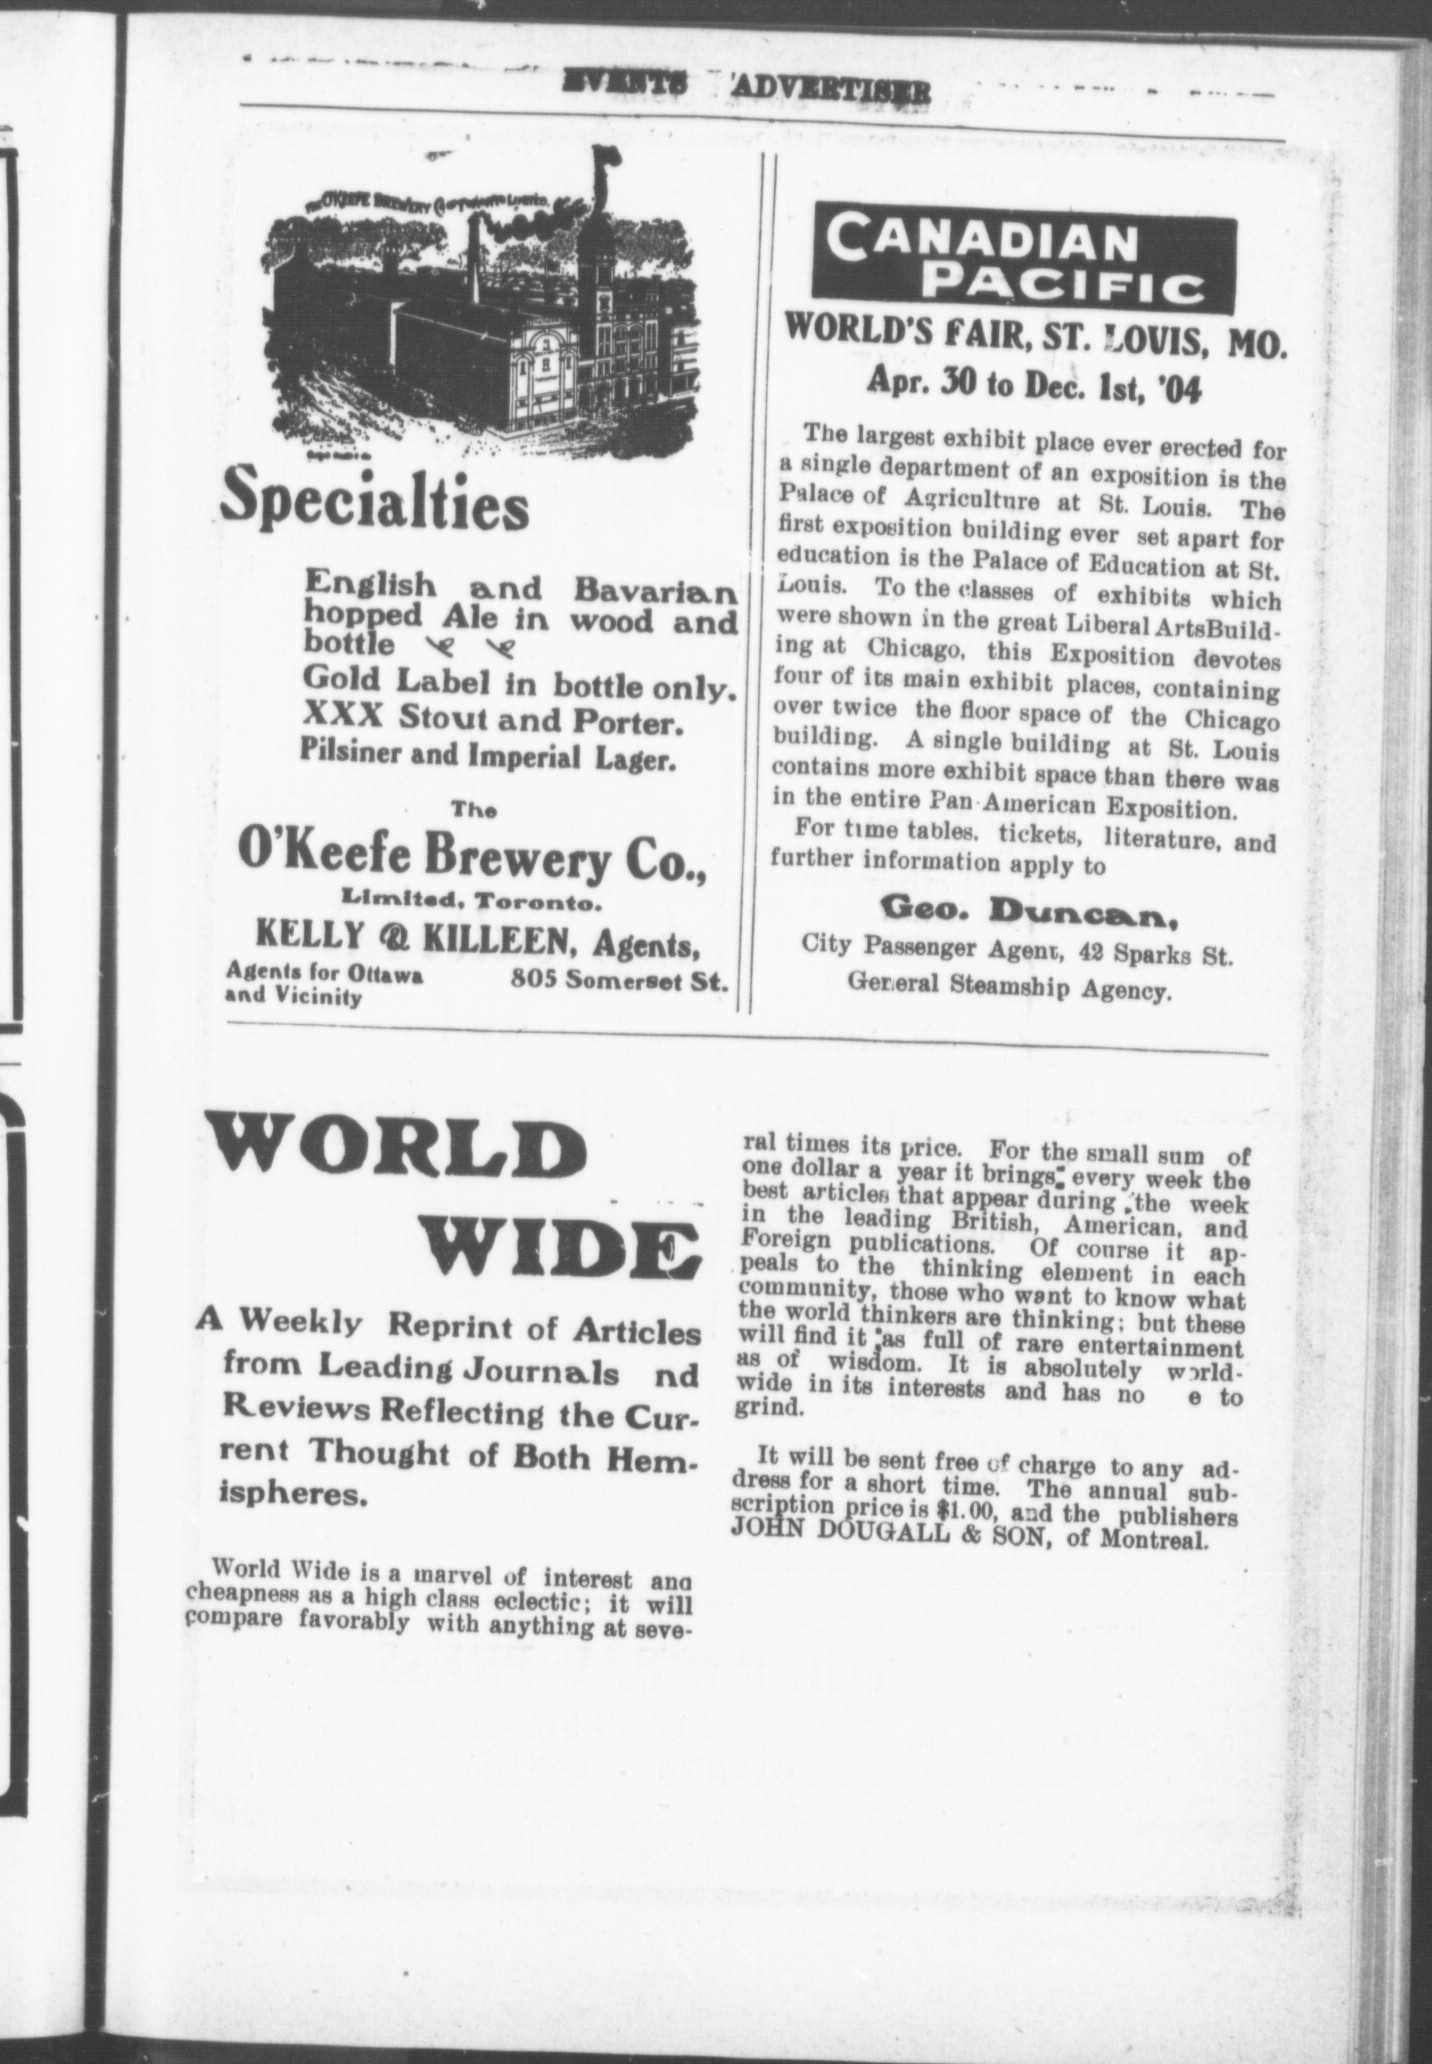 EVENTS ADVERTISER
THE O'KEEFE BREWERY CO OF TORONTO LIMITED.
Specialties
English and Bavarian
hopped Ale in wood and
bottle
Gold Label in bottle only.
XXX Stout and Porter.
Pilsiner and Imperial Lager.
The
O'Keefe Brewery Co.,
Limited, Toronto.
KELLY & KILLEEN, Agents,
Agents for Ottawa
and Vicinity
805 Somerset St.
CANADIAN
PACIFIC
WORLD'S FAIR, ST. LOUIS, MO.
Apr. 30 to Dec. 1st, '04
The largest exhibit place ever erected for
a single department of an exposition is the
Palace of Agriculture at St. Louis. The
first exposition building ever set apart for
education is the Palace of Education at St.
Louis. To the classes of exhibits which
were shown in the great Liberal ArtsBuild-
ing at Chicago, this Exposition devotes
four of its main exhibit places, containing
over twice the floor space of the Chicago
building. A single building at St. Louis
contains more exhibit space than there was
in the entire Pan-American Exposition.
For time tables. tickets, literature, and
further information apply to
Geo. Duncan,
City Passenger Agent, 42 Sparks St.
General Steamship Agency.
WORLD
WIDE
A Weekly Reprint of Articles
from Leading Journals nd
Reviews Reflecting the Cur-
rent Thought of Both Hem-
ispheres.
World Wide is a marvel of interest and
cheapness as a high class eclectic; it will
compare favorably with anything at seve-
ral times its price. For the small sum of
one dollar a year it brings every week the
best articles that appear during the week
in the leading British, American, and
Foreign publications. Of course it ap-
peals to the thinking element in each
community, those who want to know what
the world thinkers are thinking; but these
will find it as full of rare entertainment
as of wisdom. It is absolutely world-
wide in its interests and has no e to
grind.
It will be sent free of charge to any ad-
dress for a short time. The annual sub-
scription price is $1.00, and the publishers
JOHN DOUGALL & SON, of Montreal.